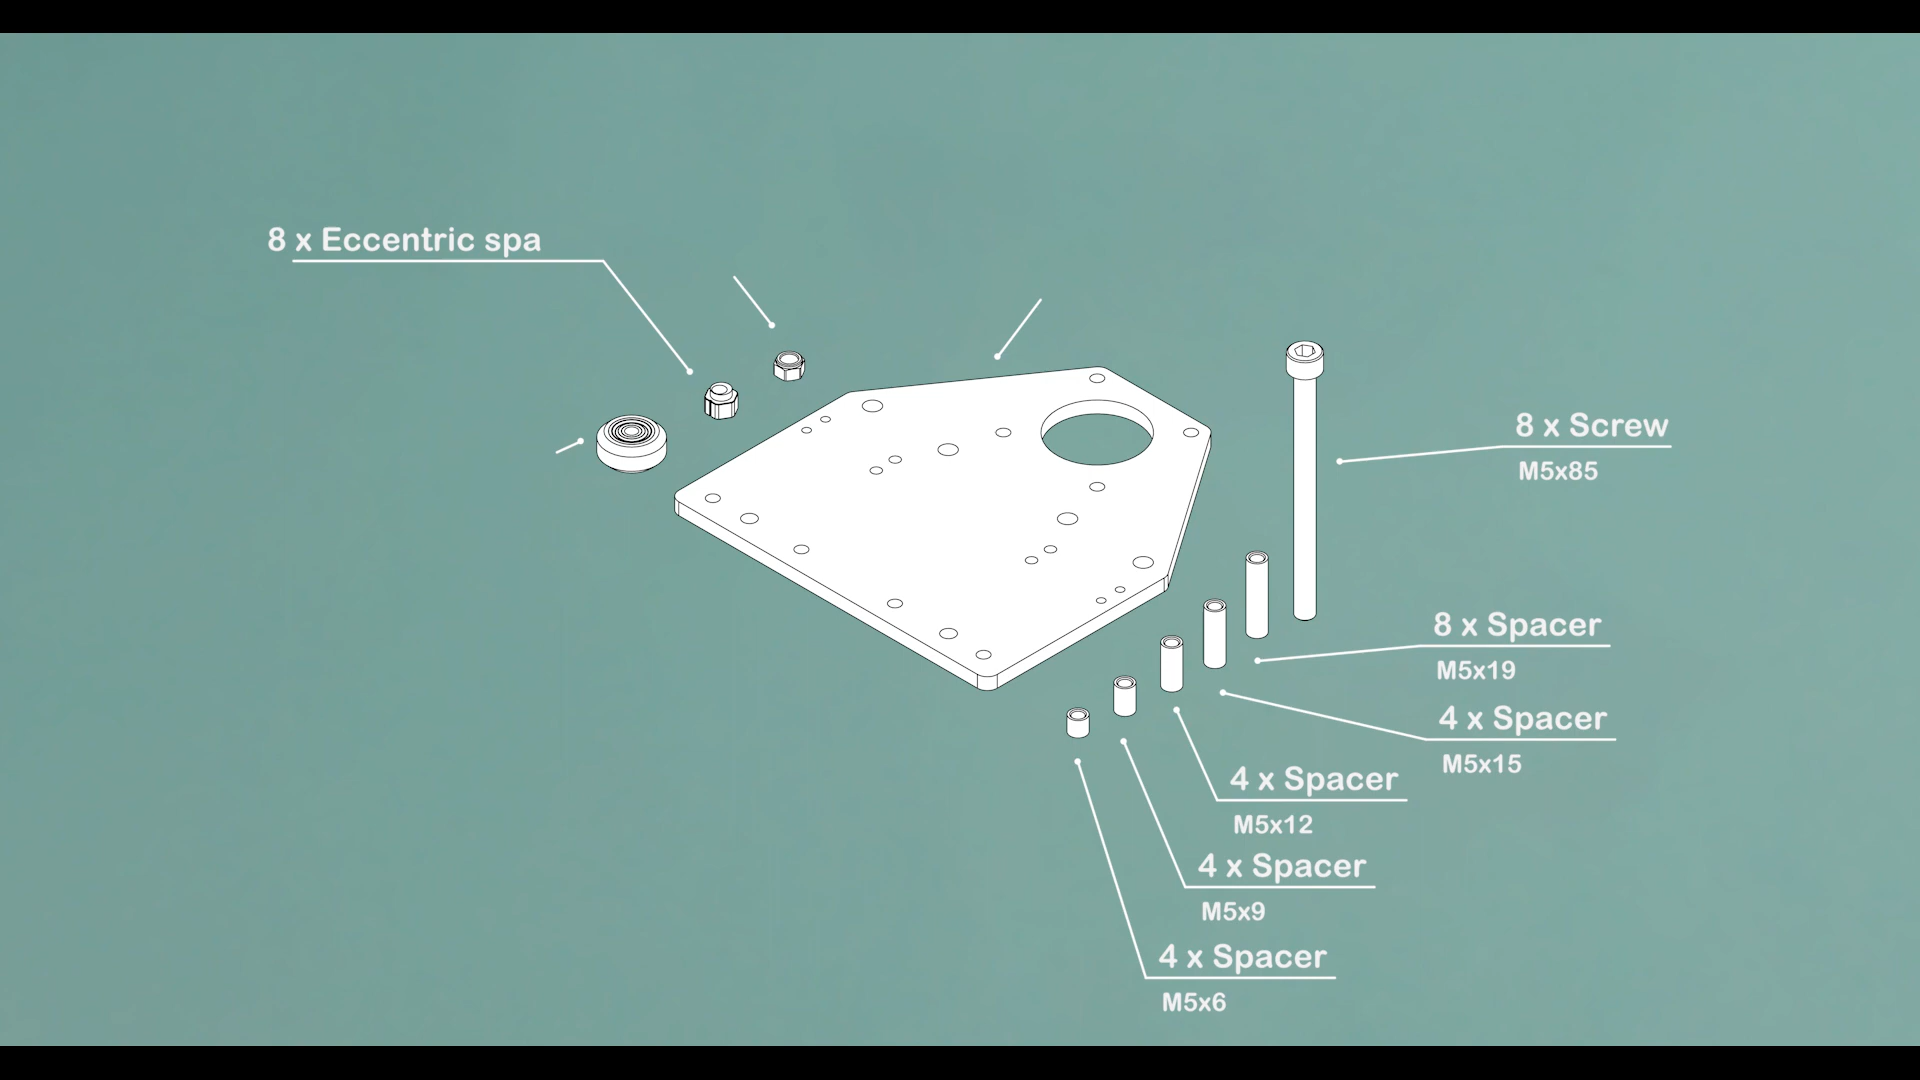 8 x Eccentric spa
8 x Screw
M5x85
8 x Spacer
M5x19
4 x Spacer
M5x15
4 x Spacer
M5x12
4 x Spacer
M5x9
4 x Spacer
M5x6